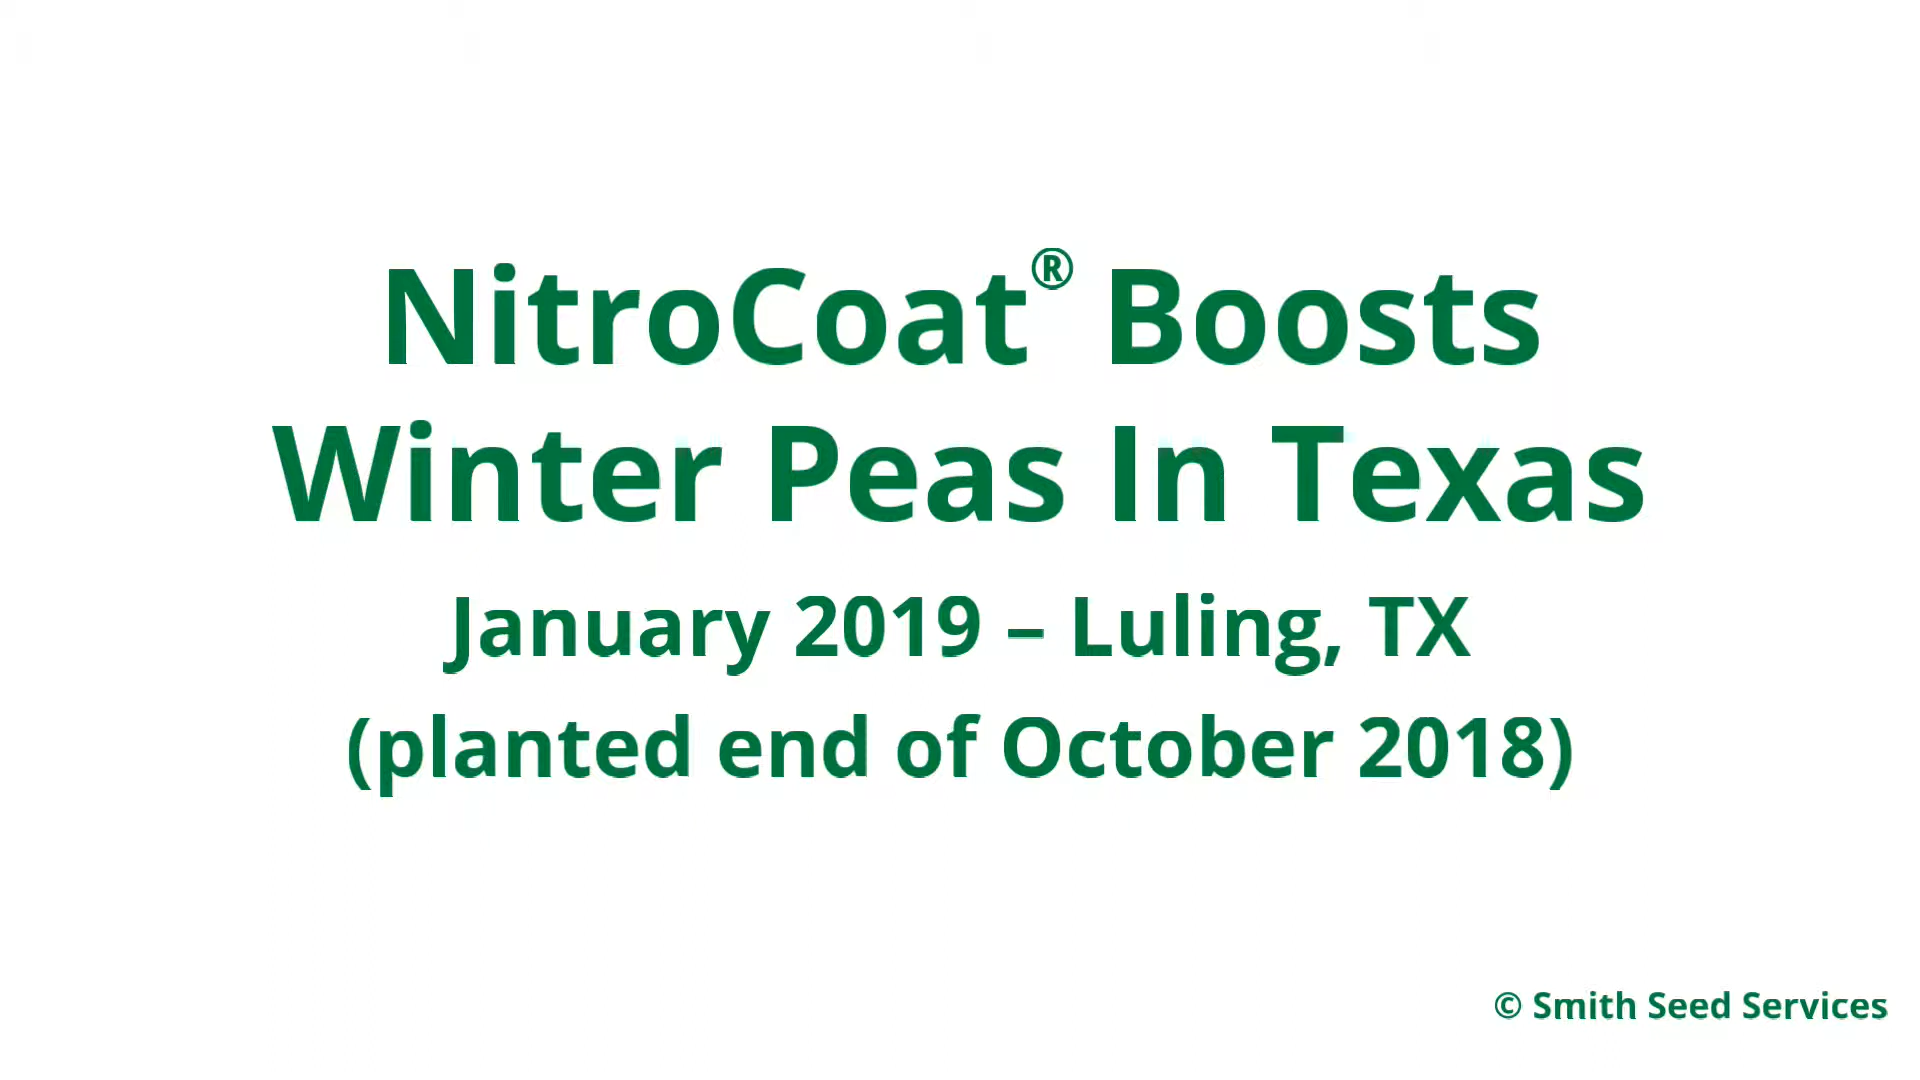 NitroCoat® Boosts
Winter Peas In Texas
January 2019 – Luling, TX
(planted end of October 2018)
© Smith Seed Services